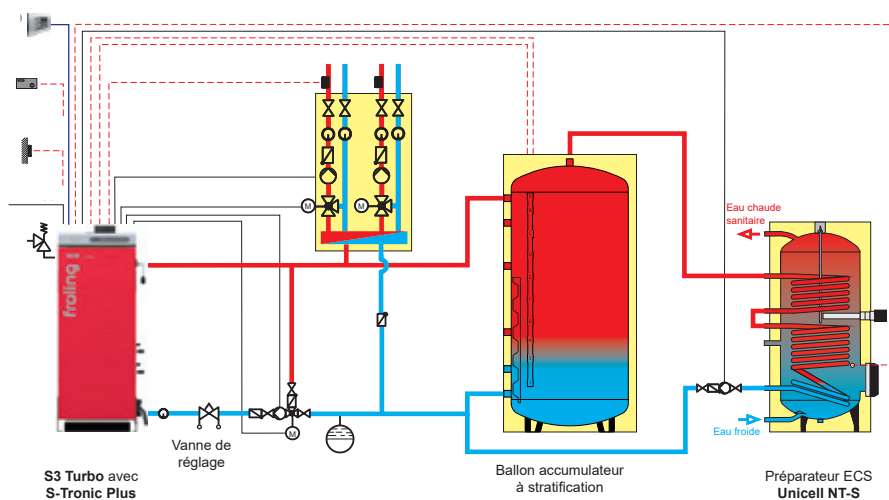 Eau chaude
sanitaire
M
M
froling
Eau froide
M
Vanne de
réglage
S3 Turbo avec
S-Tronic Plus
Ballon accumulateur
à stratification
Préparateur ECS
Unicell NT-S